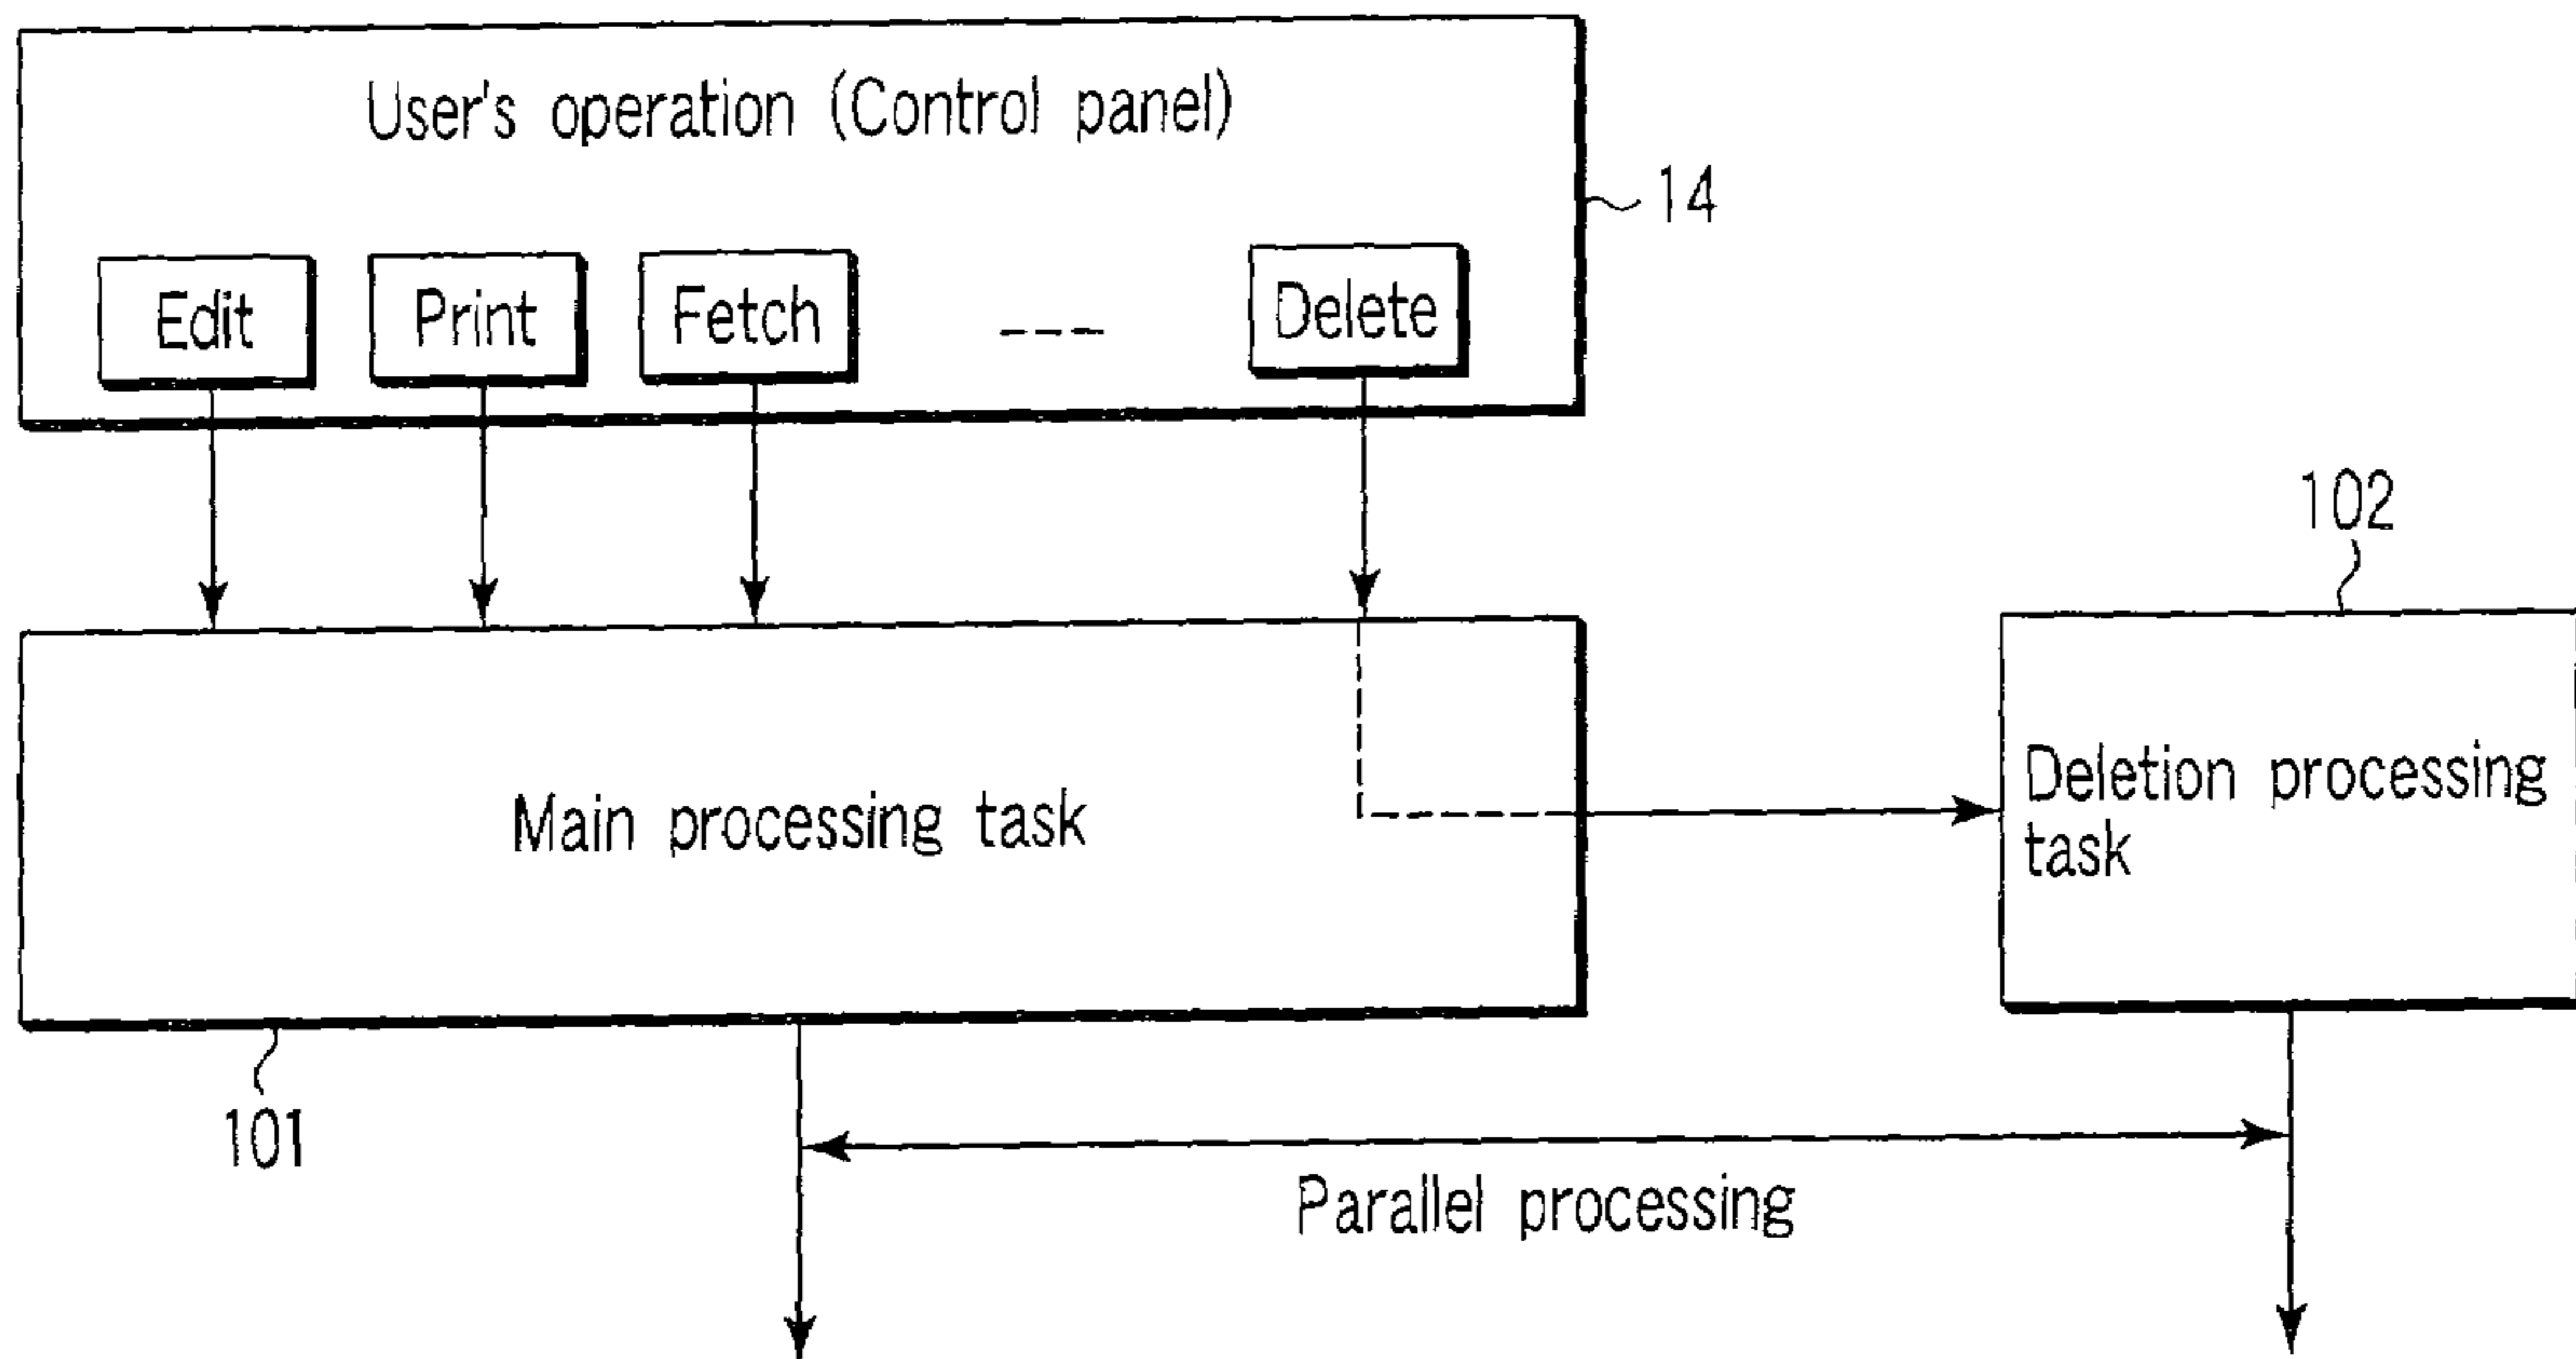 User's operation (Control panel)
14
Edit
Print
Fetch
Delete
102
Main processing task
Deletion processing
task
101
Parallel processing